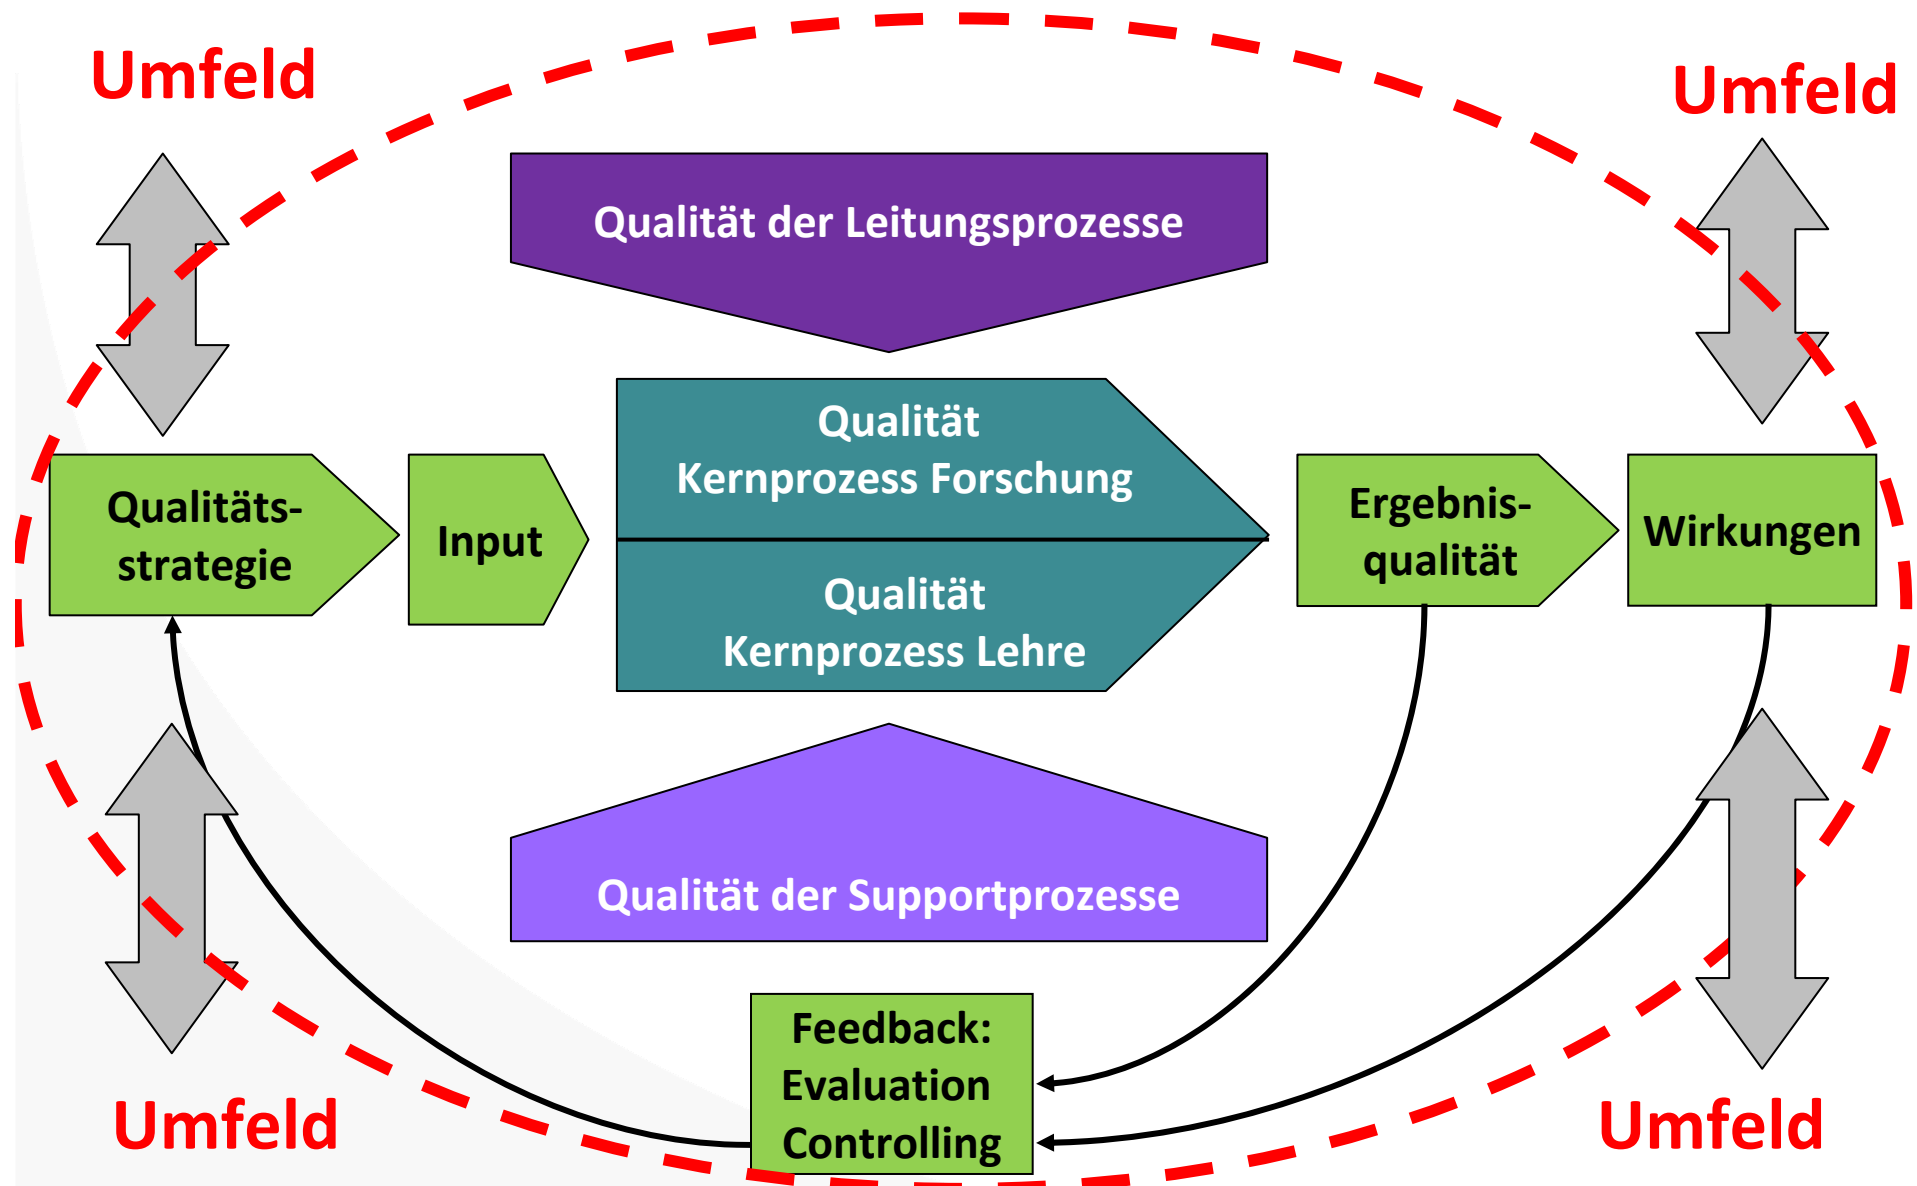 Umfeld
Umfeld
Qualität der Leitungsprozesse
Qualitäts-
strategie
Input
Qualität
Kernprozess Forschung
Qualität
Kernprozess Lehre
Ergebnis-
qualität
Wirkungen
Qualität der Supportprozesse
Feedback:
Evaluation
Controlling
Umfeld
Umfeld